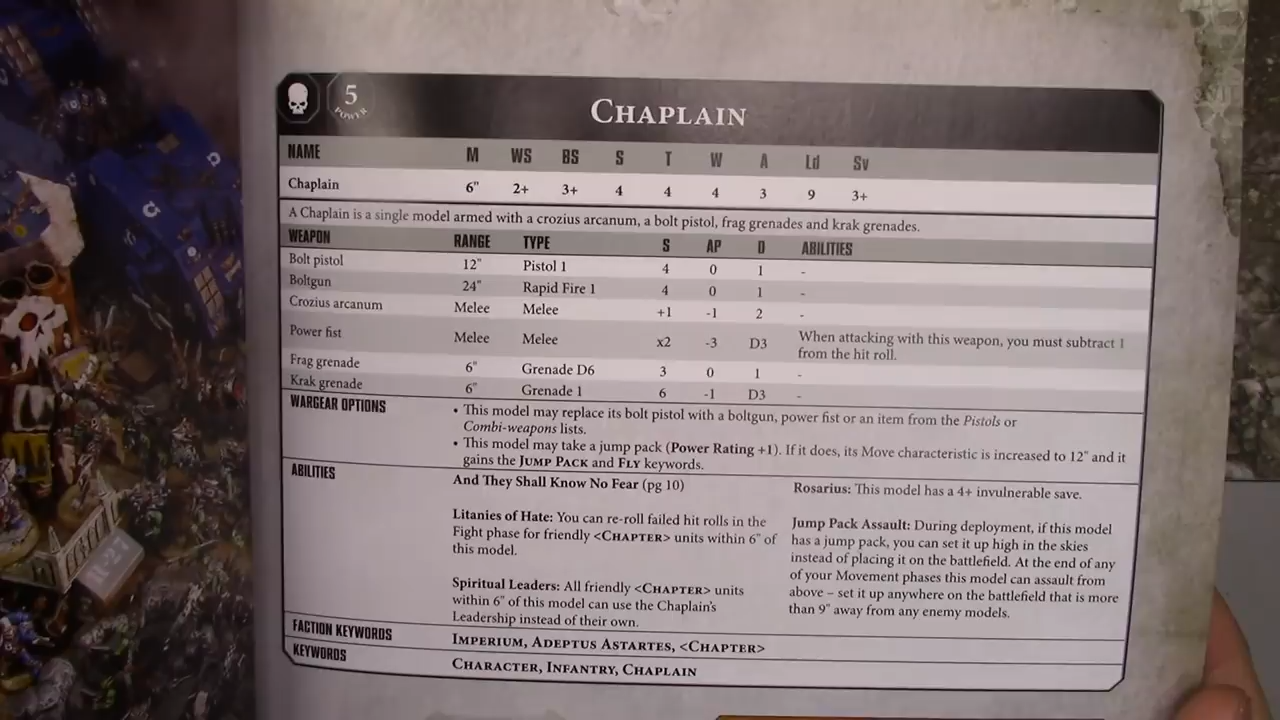 5
POWER
CHAPLAIN
NAME M WS BS S T W A Ld Sv
Chaplain 6" 2+ 3+ 4 4 4 3 9 3+
A Chaplain is a single model armed with a crozius arcanum, a bolt pistol, frag grenades and krak grenades.
WEAPON RANGE TYPE S AP D ABILITIES
Bolt pistol 12" Pistol 1 4 0 1 -
Boltgun 24" Rapid Fire 1 4 0 1 -
Crozius arcanum Melee Melee +1 -1 2 -
Power fist Melee Melee x2 -3 D3 When attacking with this weapon, you must subtract 1
from the hit roll.
Frag grenade 6" Grenade D6 3 0 1 -
Krak grenade 6" Grenade 1 6 -1 D3 -
WARGEAR OPTIONS
• This model may replace its bolt pistol with a boltgun, power fist or an item from the Pistols or
Combi-weapons lists.
• This model may take a jump pack (Power Rating +1). If it does, its Move characteristic is increased to 12" and it
gains the JUMP PACK and FLY keywords.
ABILITIES
And They Shall Know No Fear (pg 10)
Litanies of Hate: You can re-roll failed hit rolls in the
Fight phase for friendly <CHAPTER> units within 6" of
this model.
Spiritual Leaders: All friendly <CHAPTER> units
within 6" of this model can use the Chaplain's
Leadership instead of their own.
Rosarius: This model has a 4+ invulnerable save.
Jump Pack Assault: During deployment, if this model
has a jump pack, you can set it up high in the skies
instead of placing it on the battlefield. At the end of any
of your Movement phases this model can assault from
above – set it up anywhere on the battlefield that is more
than 9" away from any enemy models.
FACTION KEYWORDS IMPERIUM, ADEPTUS ASTARTES, <CHAPTER>
KEYWORDS CHARACTER, INFANTRY, CHAPLAIN